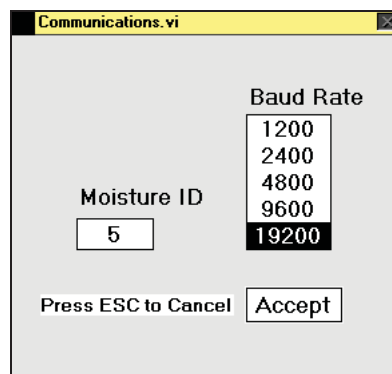 Communications.vi
Baud Rate
1200
2400
4800
9600
19200
Moisture ID
5
Press ESC to Cancel
Accept